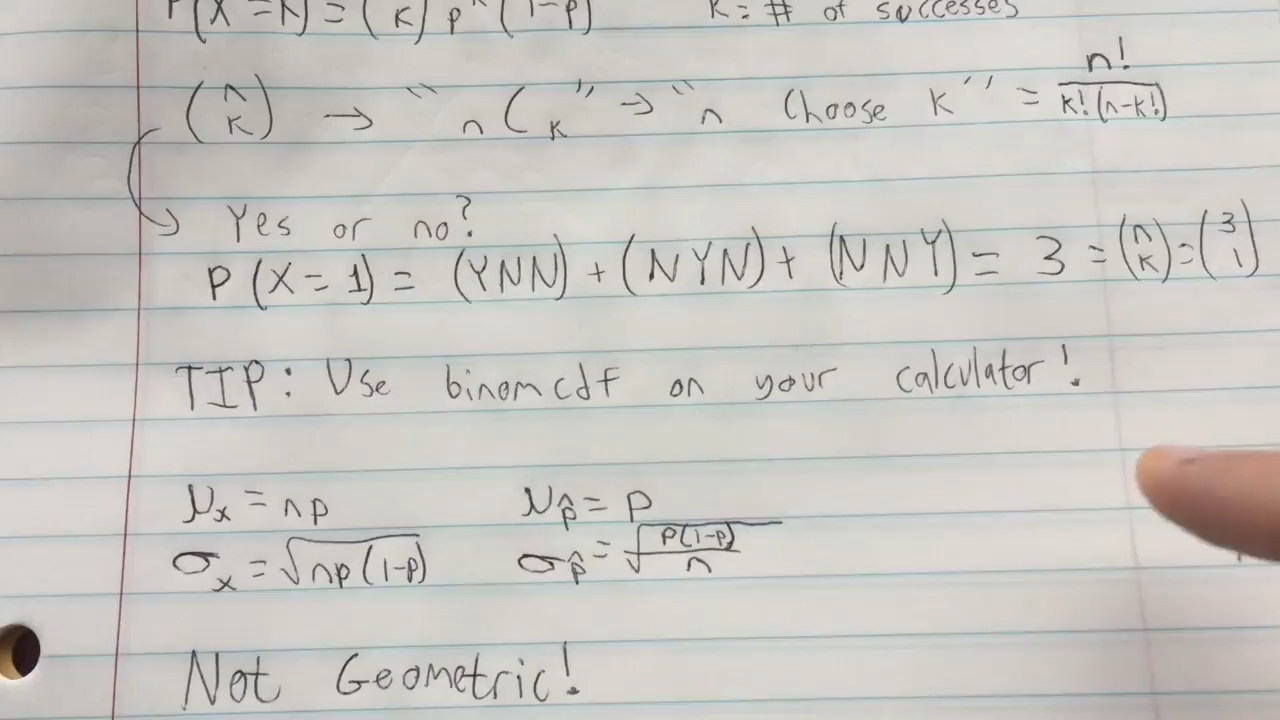 P(X=K) = (K) p^k (1-p) K = # of successes
(n K) → "nCK" → "n Choose K" = n!/K!(n-K!)
Yes or no?
P(X=1) = (YNN) + (NYN) + (NNY) = 3 = (n K) = (3 1)
TIP: Use binomcdf on your calculator!
μx = np μp̂ = P
σx = √np(1-p) σp̂ = √P(1-p)/n
Not Geometric!